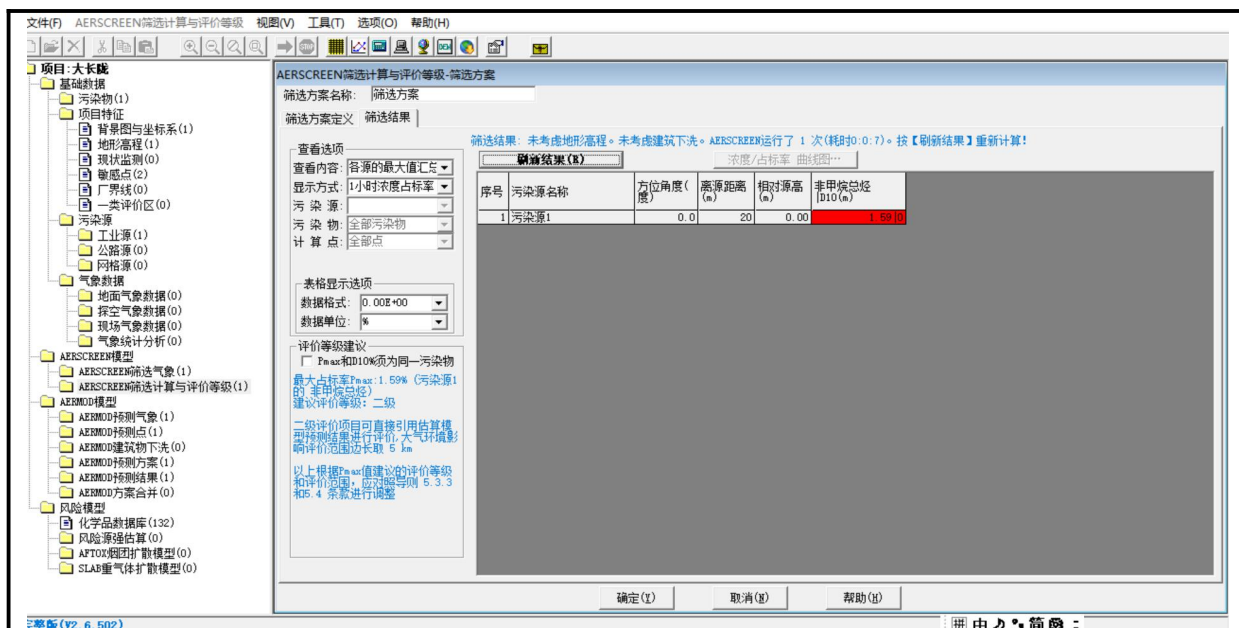 文件(F) AERSCREEN筛选计算与评价等级 视图(V) 工具(T) 选项(O) 帮助(H)
项目:大长陇
基础数据
污染物(1)
项目特征
背景图与坐标系(1)
地形高程(1)
现状监测(0)
敏感点(2)
厂界线(0)
一类评价区(0)
污染源
工业源(1)
公路源(0)
网格源(0)
气象数据
地面气象数据(0)
探空气象数据(0)
现场气象数据(0)
气象统计分析(0)
AERSCREEN模型
AERSCREEN筛选气象(1)
AERSCREEN筛选计算与评价等级(1)
AERMOD模型
AERMOD预测气象(1)
AERMOD预测点(1)
AERMOD建筑物下洗(0)
AERMOD预测方案(1)
AERMOD预测结果(1)
AERMOD方案合并(0)
风险模型
化学品数据库(132)
风险源强估算(0)
AFTOX烟团扩散模型(0)
SLAB重气体扩散模型(0)
AERSCREEN筛选计算与评价等级-筛选方案
筛选方案名称: 筛选方案
筛选方案定义 筛选结果
查看选项
查看内容: 各源的最大值汇总
显示方式: 1小时浓度占标率
污 染 源:
污 染 物: 全部污染物
计 算 点: 全部点
表格显示选项
数据格式: 0.00E+00
数据单位: %
评价等级建议
Pmax和D10%须为同一污染物
最大占标率Pmax:1.59% (污染源1
的 非甲烷总烃)
建议评价等级: 二级
二级评价项目可直接引用估算模
型预测结果进行评价,大气环境影
响评价范围边长取 5 km
以上根据Pmax值建议的评价等级
和评价范围, 应对照导则 5.3.3
和5.4 条款进行调整
筛选结果: 未考虑地形高程。未考虑建筑下洗。AERSCREEN运行了 1 次(耗时0:0:7)。按【刷新结果】重新计算!
刷新结果(R) 浓度/占标率 曲线图…
序号 污染源名称 方位角度(度) 离源距离(m) 相对源高(m) 非甲烷总烃|D10(m)
1 污染源1 0.0 20 0.00 1.59|0
确定(Y) 取消(N) 帮助(H)
完整版(V2.6.502)
中 简